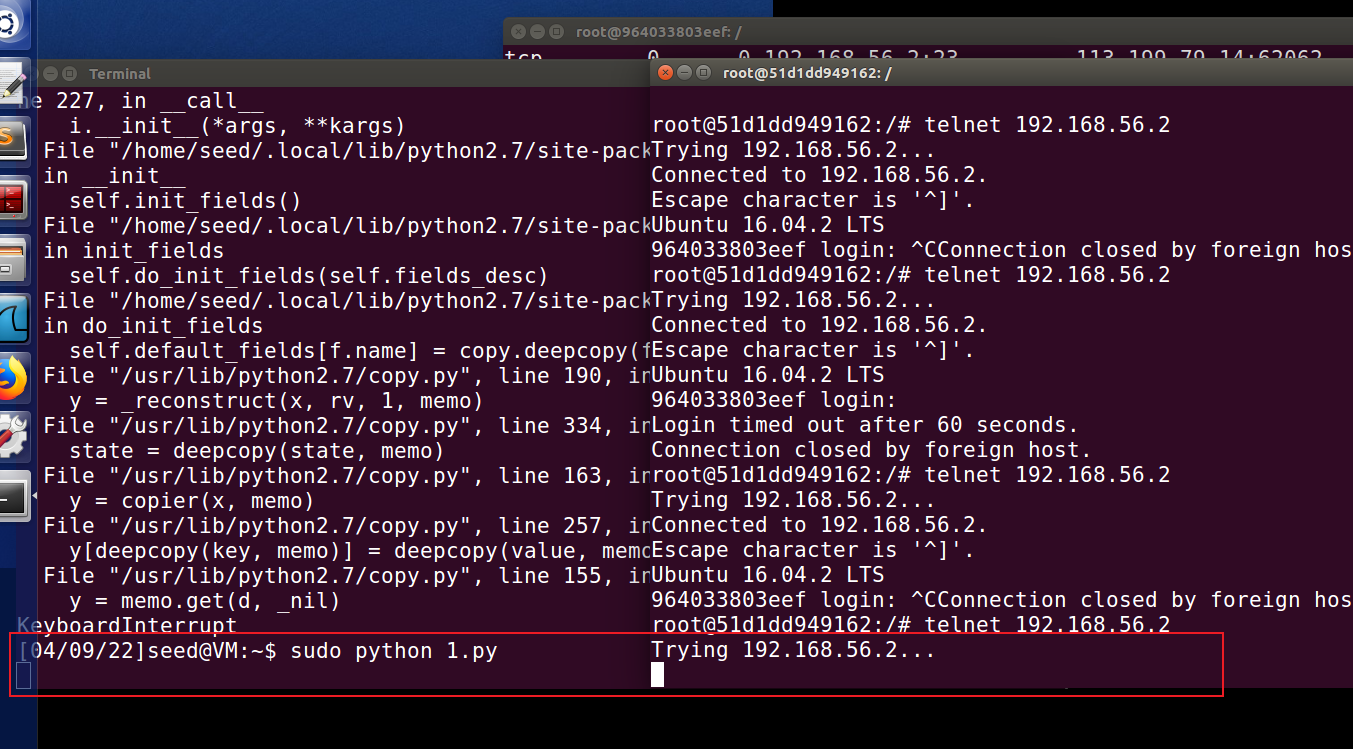 root@964033803eef: /
tcp 0 0 192.168.56.2:23 113.199.79.14:62062
Terminal
ne 227, in __call__
i.__init__(*args, **kargs)
File "/home/seed/.local/lib/python2.7/site-pack
in __init__
self.init_fields()
File "/home/seed/.local/lib/python2.7/site-pack
in init_fields
self.do_init_fields(self.fields_desc)
File "/home/seed/.local/lib/python2.7/site-pack
in do_init_fields
self.default_fields[f.name] = copy.deepcopy(f
File "/usr/lib/python2.7/copy.py", line 190, in
y = _reconstruct(x, rv, 1, memo)
File "/usr/lib/python2.7/copy.py", line 334, in
state = deepcopy(state, memo)
File "/usr/lib/python2.7/copy.py", line 163, in
y = copier(x, memo)
File "/usr/lib/python2.7/copy.py", line 257, in
y[deepcopy(key, memo)] = deepcopy(value, memo
File "/usr/lib/python2.7/copy.py", line 155, in
y = memo.get(d, _nil)
KeyboardInterrupt
[04/09/22]seed@VM:~$ sudo python 1.py
root@51d1dd949162: /
root@51d1dd949162:/# telnet 192.168.56.2
Trying 192.168.56.2...
Connected to 192.168.56.2.
Escape character is '^]'.
Ubuntu 16.04.2 LTS
964033803eef login: ^CConnection closed by foreign hos
root@51d1dd949162:/# telnet 192.168.56.2
Trying 192.168.56.2...
Connected to 192.168.56.2.
Escape character is '^]'.
Ubuntu 16.04.2 LTS
964033803eef login:
Login timed out after 60 seconds.
Connection closed by foreign host.
root@51d1dd949162:/# telnet 192.168.56.2
Trying 192.168.56.2...
Connected to 192.168.56.2.
Escape character is '^]'.
Ubuntu 16.04.2 LTS
964033803eef login: ^CConnection closed by foreign hos
root@51d1dd949162:/# telnet 192.168.56.2
Trying 192.168.56.2...